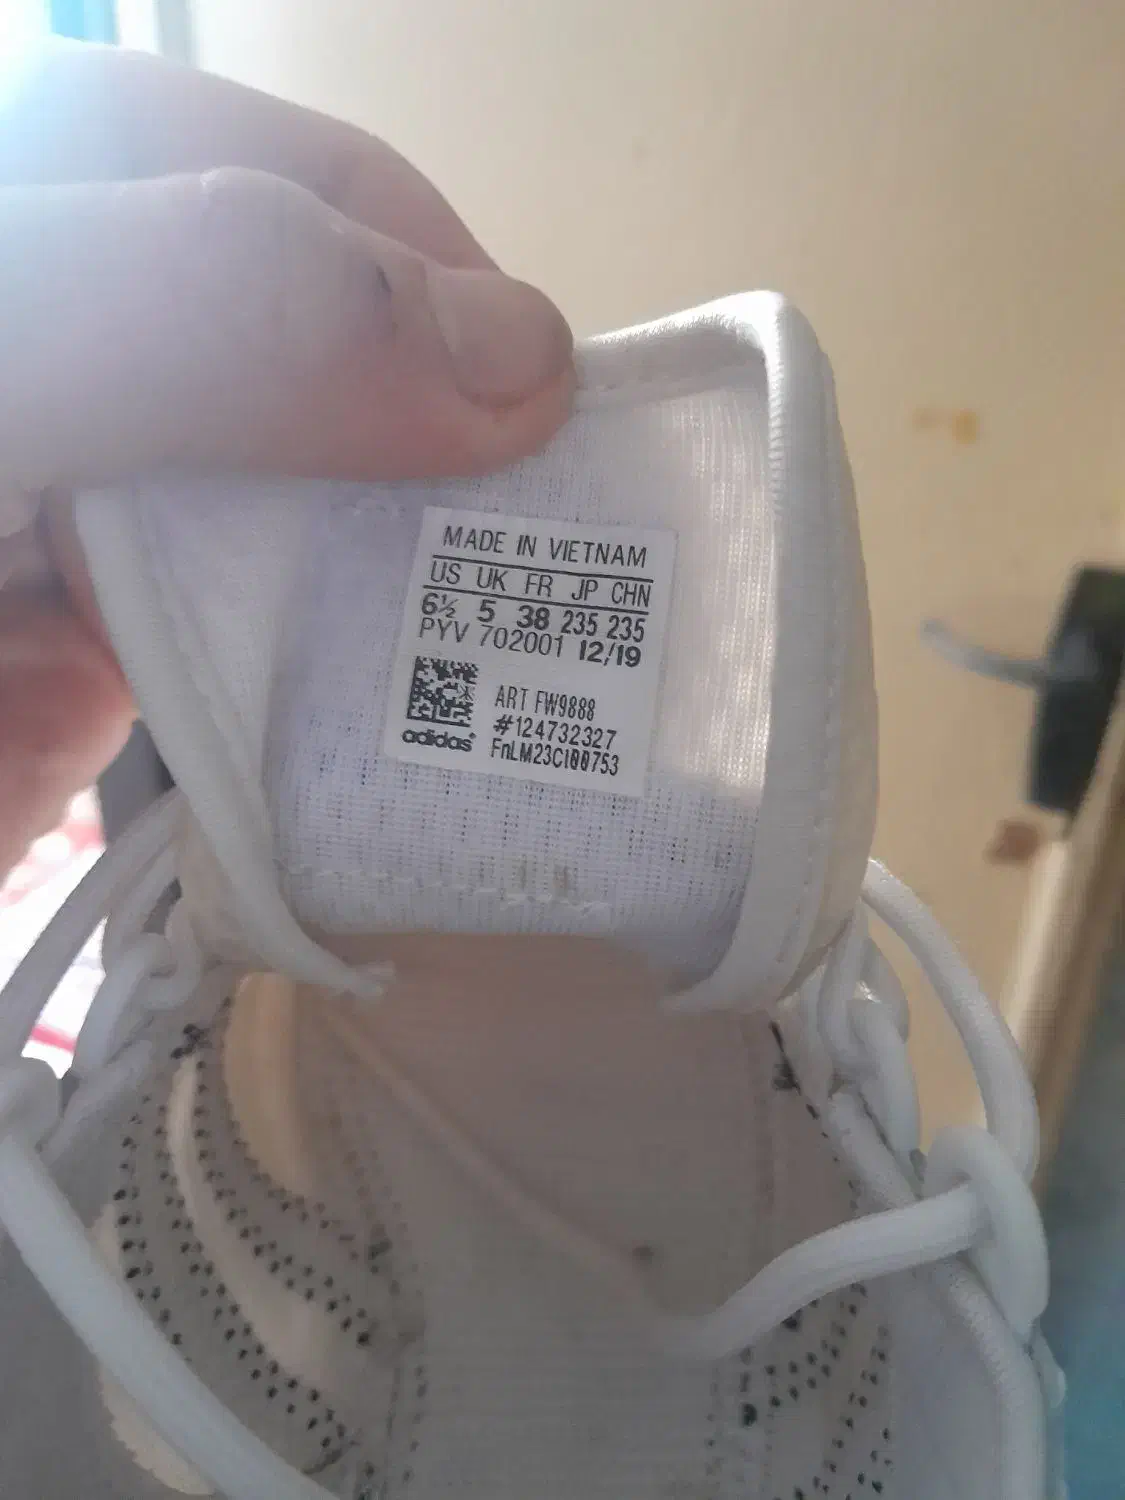 MADE IN VIETNAM
US UK FR JP CHN
6½ 5 38 235 235
PYV 702001 12/19
ART FW9888
#124732327
FnLM23C100753
adidas